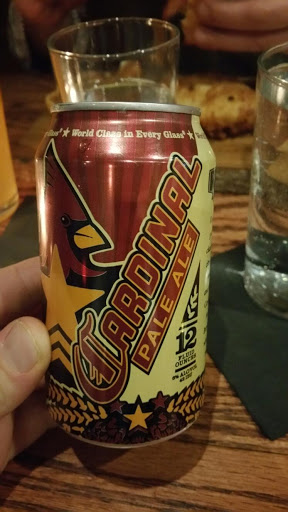 World Class in Every Glass
CARDINAL
PALE ALE
12
FLUID
OUNCES